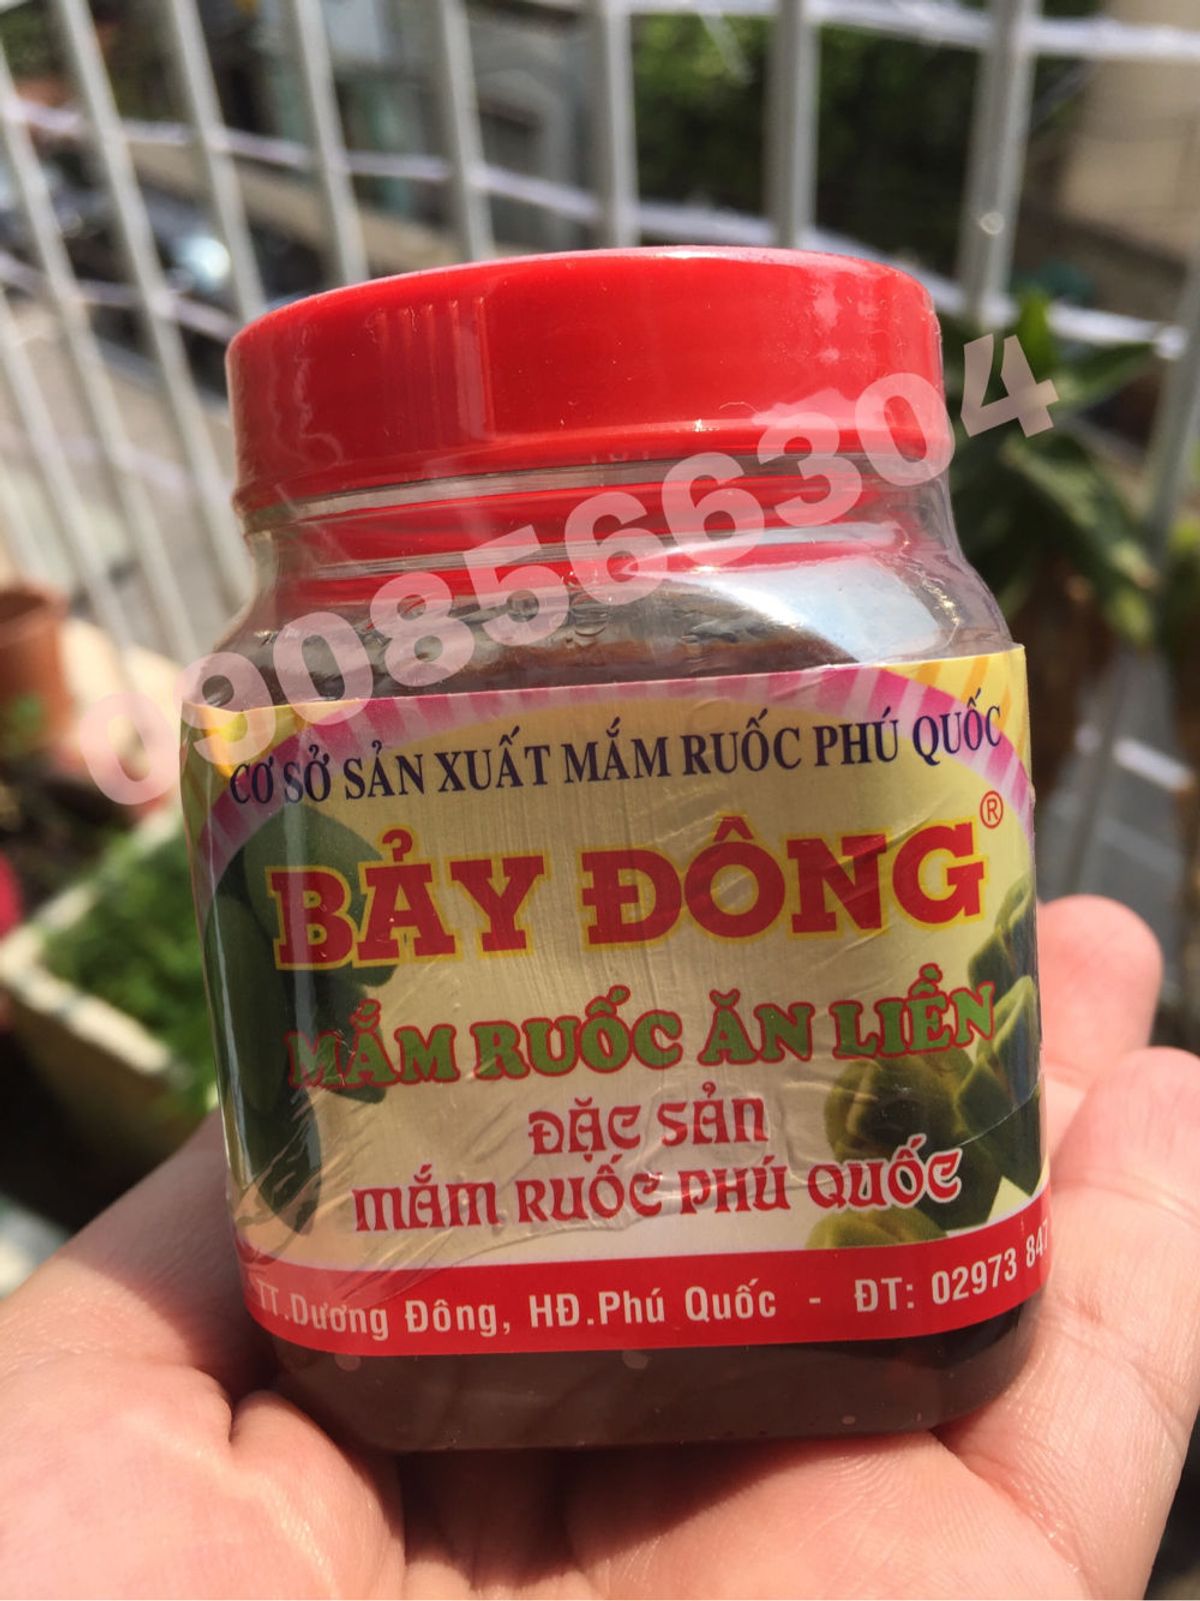 0908566304
CƠ SỞ SẢN XUẤT MẮM RUỐC PHÚ QUỐC
BẢY ĐÔNG®
MẮM RUỐC ĂN LIỀN
ĐẶC SẢN
MẮM RUỐC PHÚ QUỐC
TT.Dương Đông, HĐ.Phú Quốc - ĐT: 02973 847